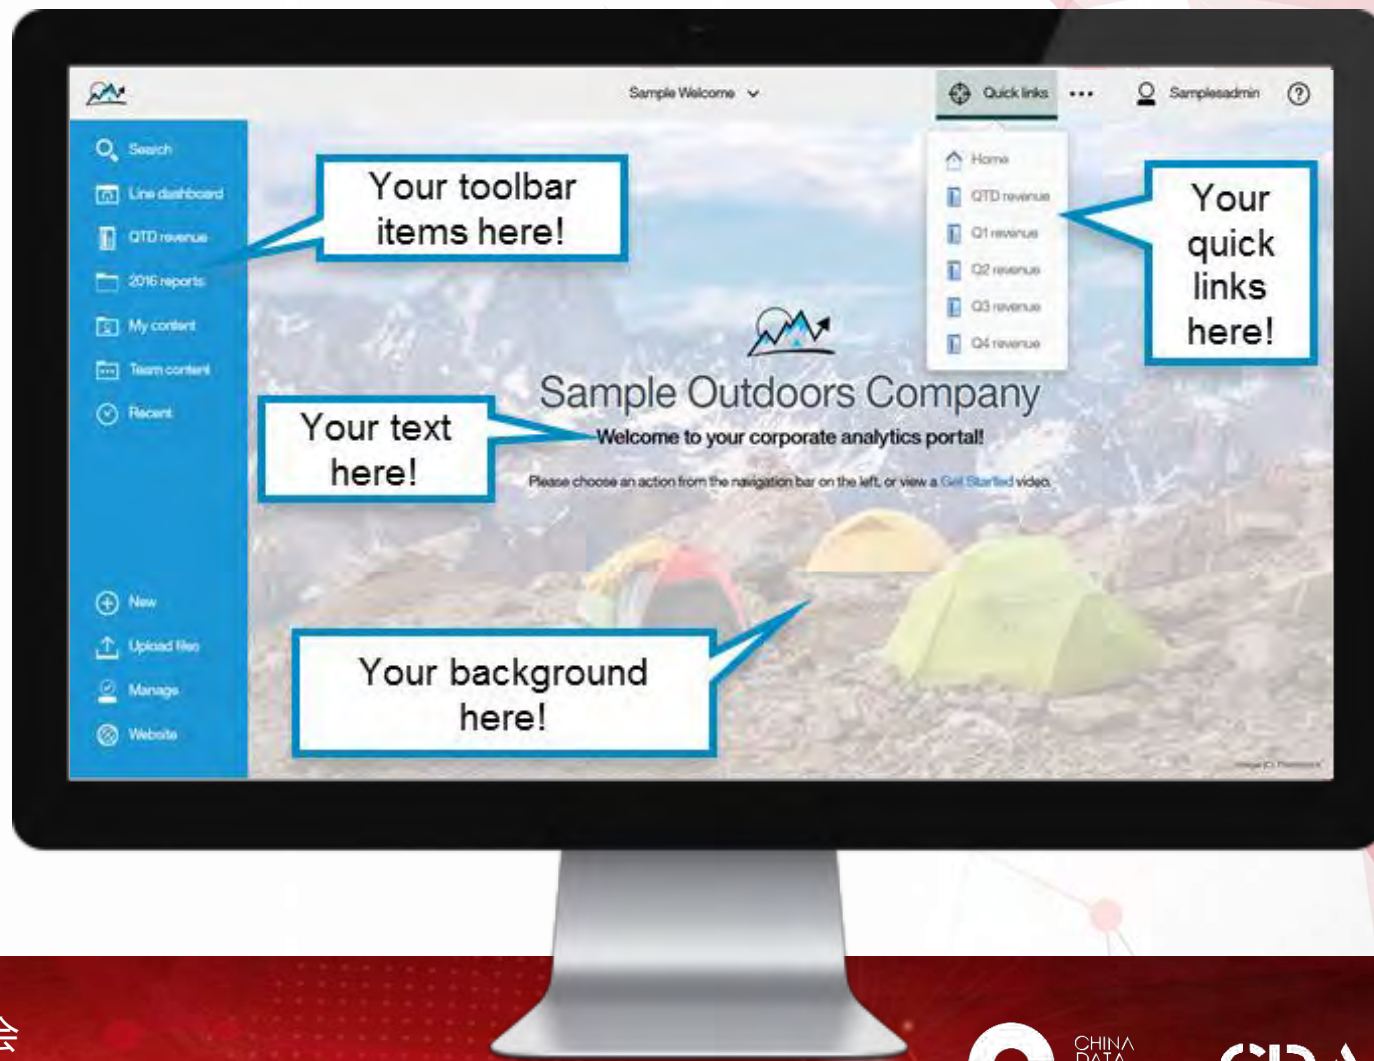 Sample Welcome
Quick links
Samplesadmin
Search
Line dashboard
QTD revenue
2016 reports
My content
Team content
Recent
New
Upload files
Manage
Website
Your toolbar
items here!
Home
QTD revenue
Q1 revenue
Q2 revenue
Q3 revenue
Q4 revenue
Your
quick
links
here!
Sample Outdoors Company
Welcome to your corporate analytics portal!
Please choose an action from the navigation bar on the left, or view a Get Started video.
Your text
here!
Your background
here!
会
CHINA
DATA